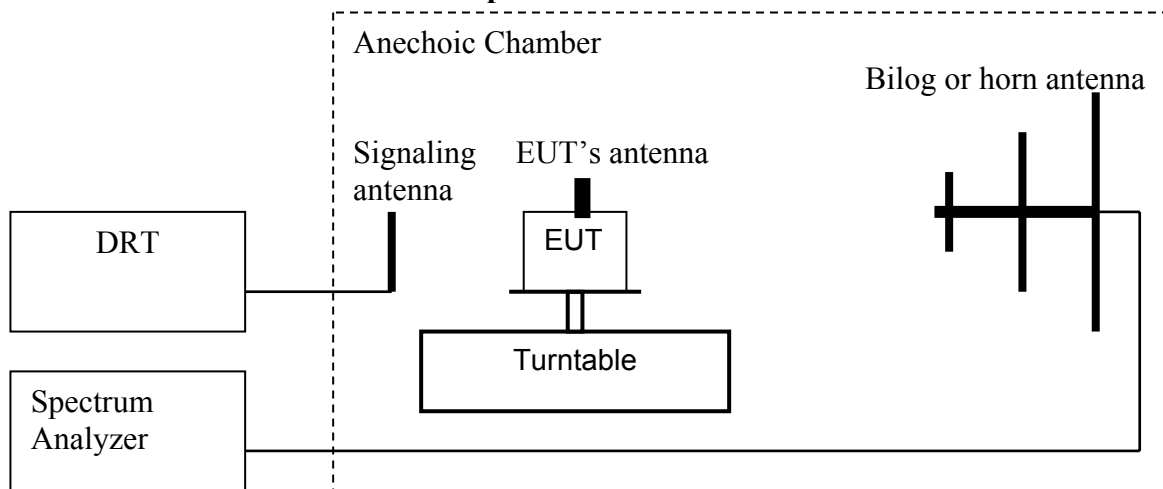 Anechoic Chamber
Bilog or horn antenna
Signaling
antenna
EUT’s antenna
DRT
EUT
Turntable
Spectrum
Analyzer